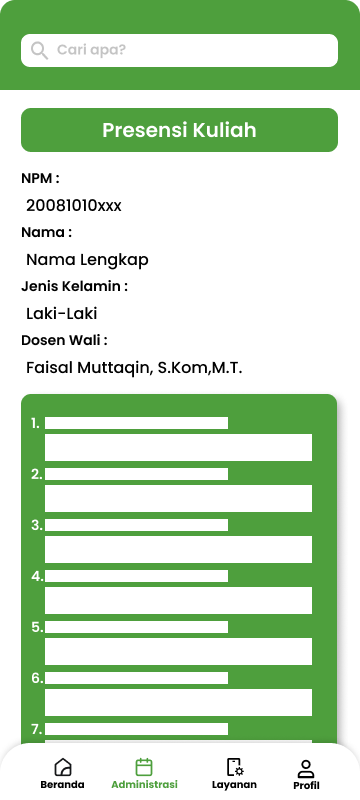 Cari apa?
Presensi Kuliah
NPM :
20081010xxx
Nama :
Nama Lengkap
Jenis Kelamin :
Laki-Laki
Dosen Wali :
Faisal Muttaqin, S.Kom,M.T.
1.
2.
3.
4.
5.
6.
7.
Beranda Administrasi Layanan Profil